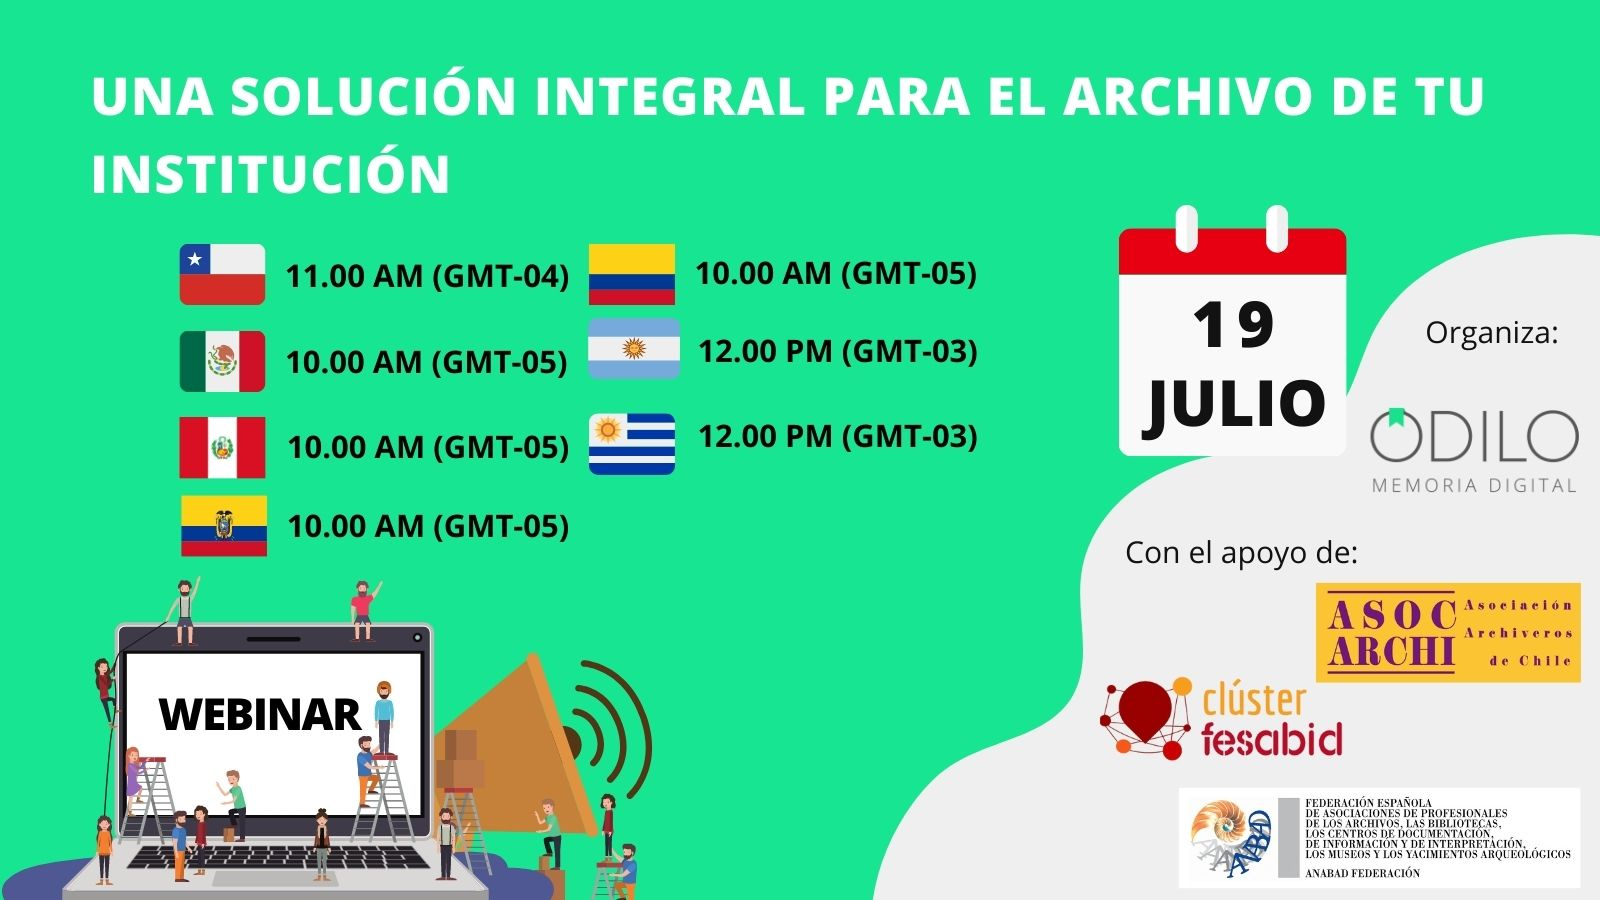 UNA SOLUCIÓN INTEGRAL PARA EL ARCHIVO DE TU
INSTITUCIÓN
11.00 AM (GMT-04)
10.00 AM (GMT-05)
10.00 AM (GMT-05)
10.00 AM (GMT-05)
10.00 AM (GMT-05)
12.00 PM (GMT-03)
12.00 PM (GMT-03)
19
JULIO
Organiza:
ODILO
MEMORIA DIGITAL
Con el apoyo de:
ASOC
ARCHI
Asociación
Archiveros
de Chile
clúster
fesabid
ANABAD
FEDERACIÓN ESPAÑOLA
DE ASOCIACIONES DE PROFESIONALES
DE LOS ARCHIVOS, LAS BIBLIOTECAS,
LOS CENTROS DE DOCUMENTACIÓN,
DE INFORMACIÓN Y DE INTERPRETACIÓN,
LOS MUSEOS Y LOS YACIMIENTOS ARQUEOLÓGICOS
ANABAD FEDERACIÓN
WEBINAR